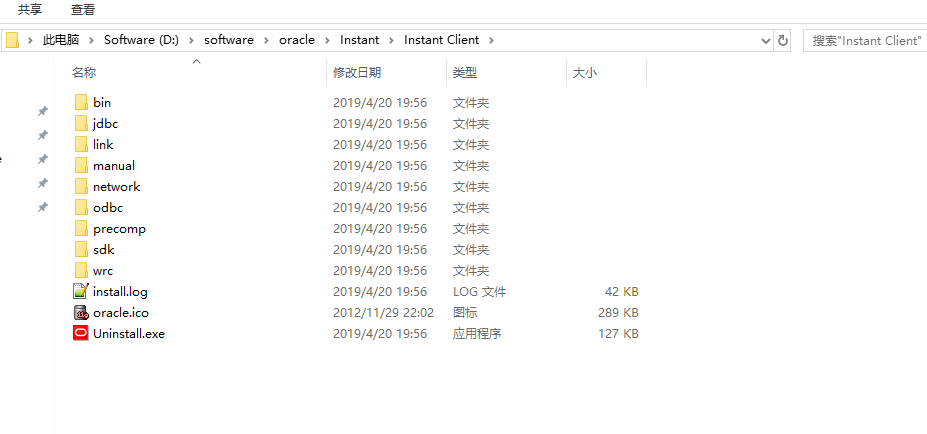 共享 查看
此电脑 Software (D:) software oracle Instant Instant Client 搜索"Instant Client"
名称 修改日期 类型 大小
bin 2019/4/20 19:56 文件夹
jdbc 2019/4/20 19:56 文件夹
link 2019/4/20 19:56 文件夹
manual 2019/4/20 19:56 文件夹
network 2019/4/20 19:56 文件夹
odbc 2019/4/20 19:56 文件夹
precomp 2019/4/20 19:56 文件夹
sdk 2019/4/20 19:56 文件夹
wrc 2019/4/20 19:56 文件夹
install.log 2019/4/20 19:56 LOG 文件 42 KB
oracle.ico 2012/11/29 22:02 图标 289 KB
Uninstall.exe 2019/4/20 19:56 应用程序 127 KB